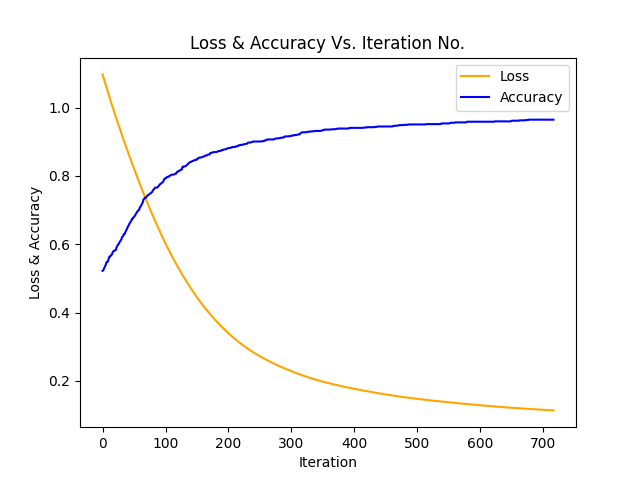 Loss & Accuracy Vs. Iteration No.
Loss
Accuracy
1.0
0.8
0.6
0.4
0.2
Loss & Accuracy
0 100 200 300 400 500 600 700
Iteration